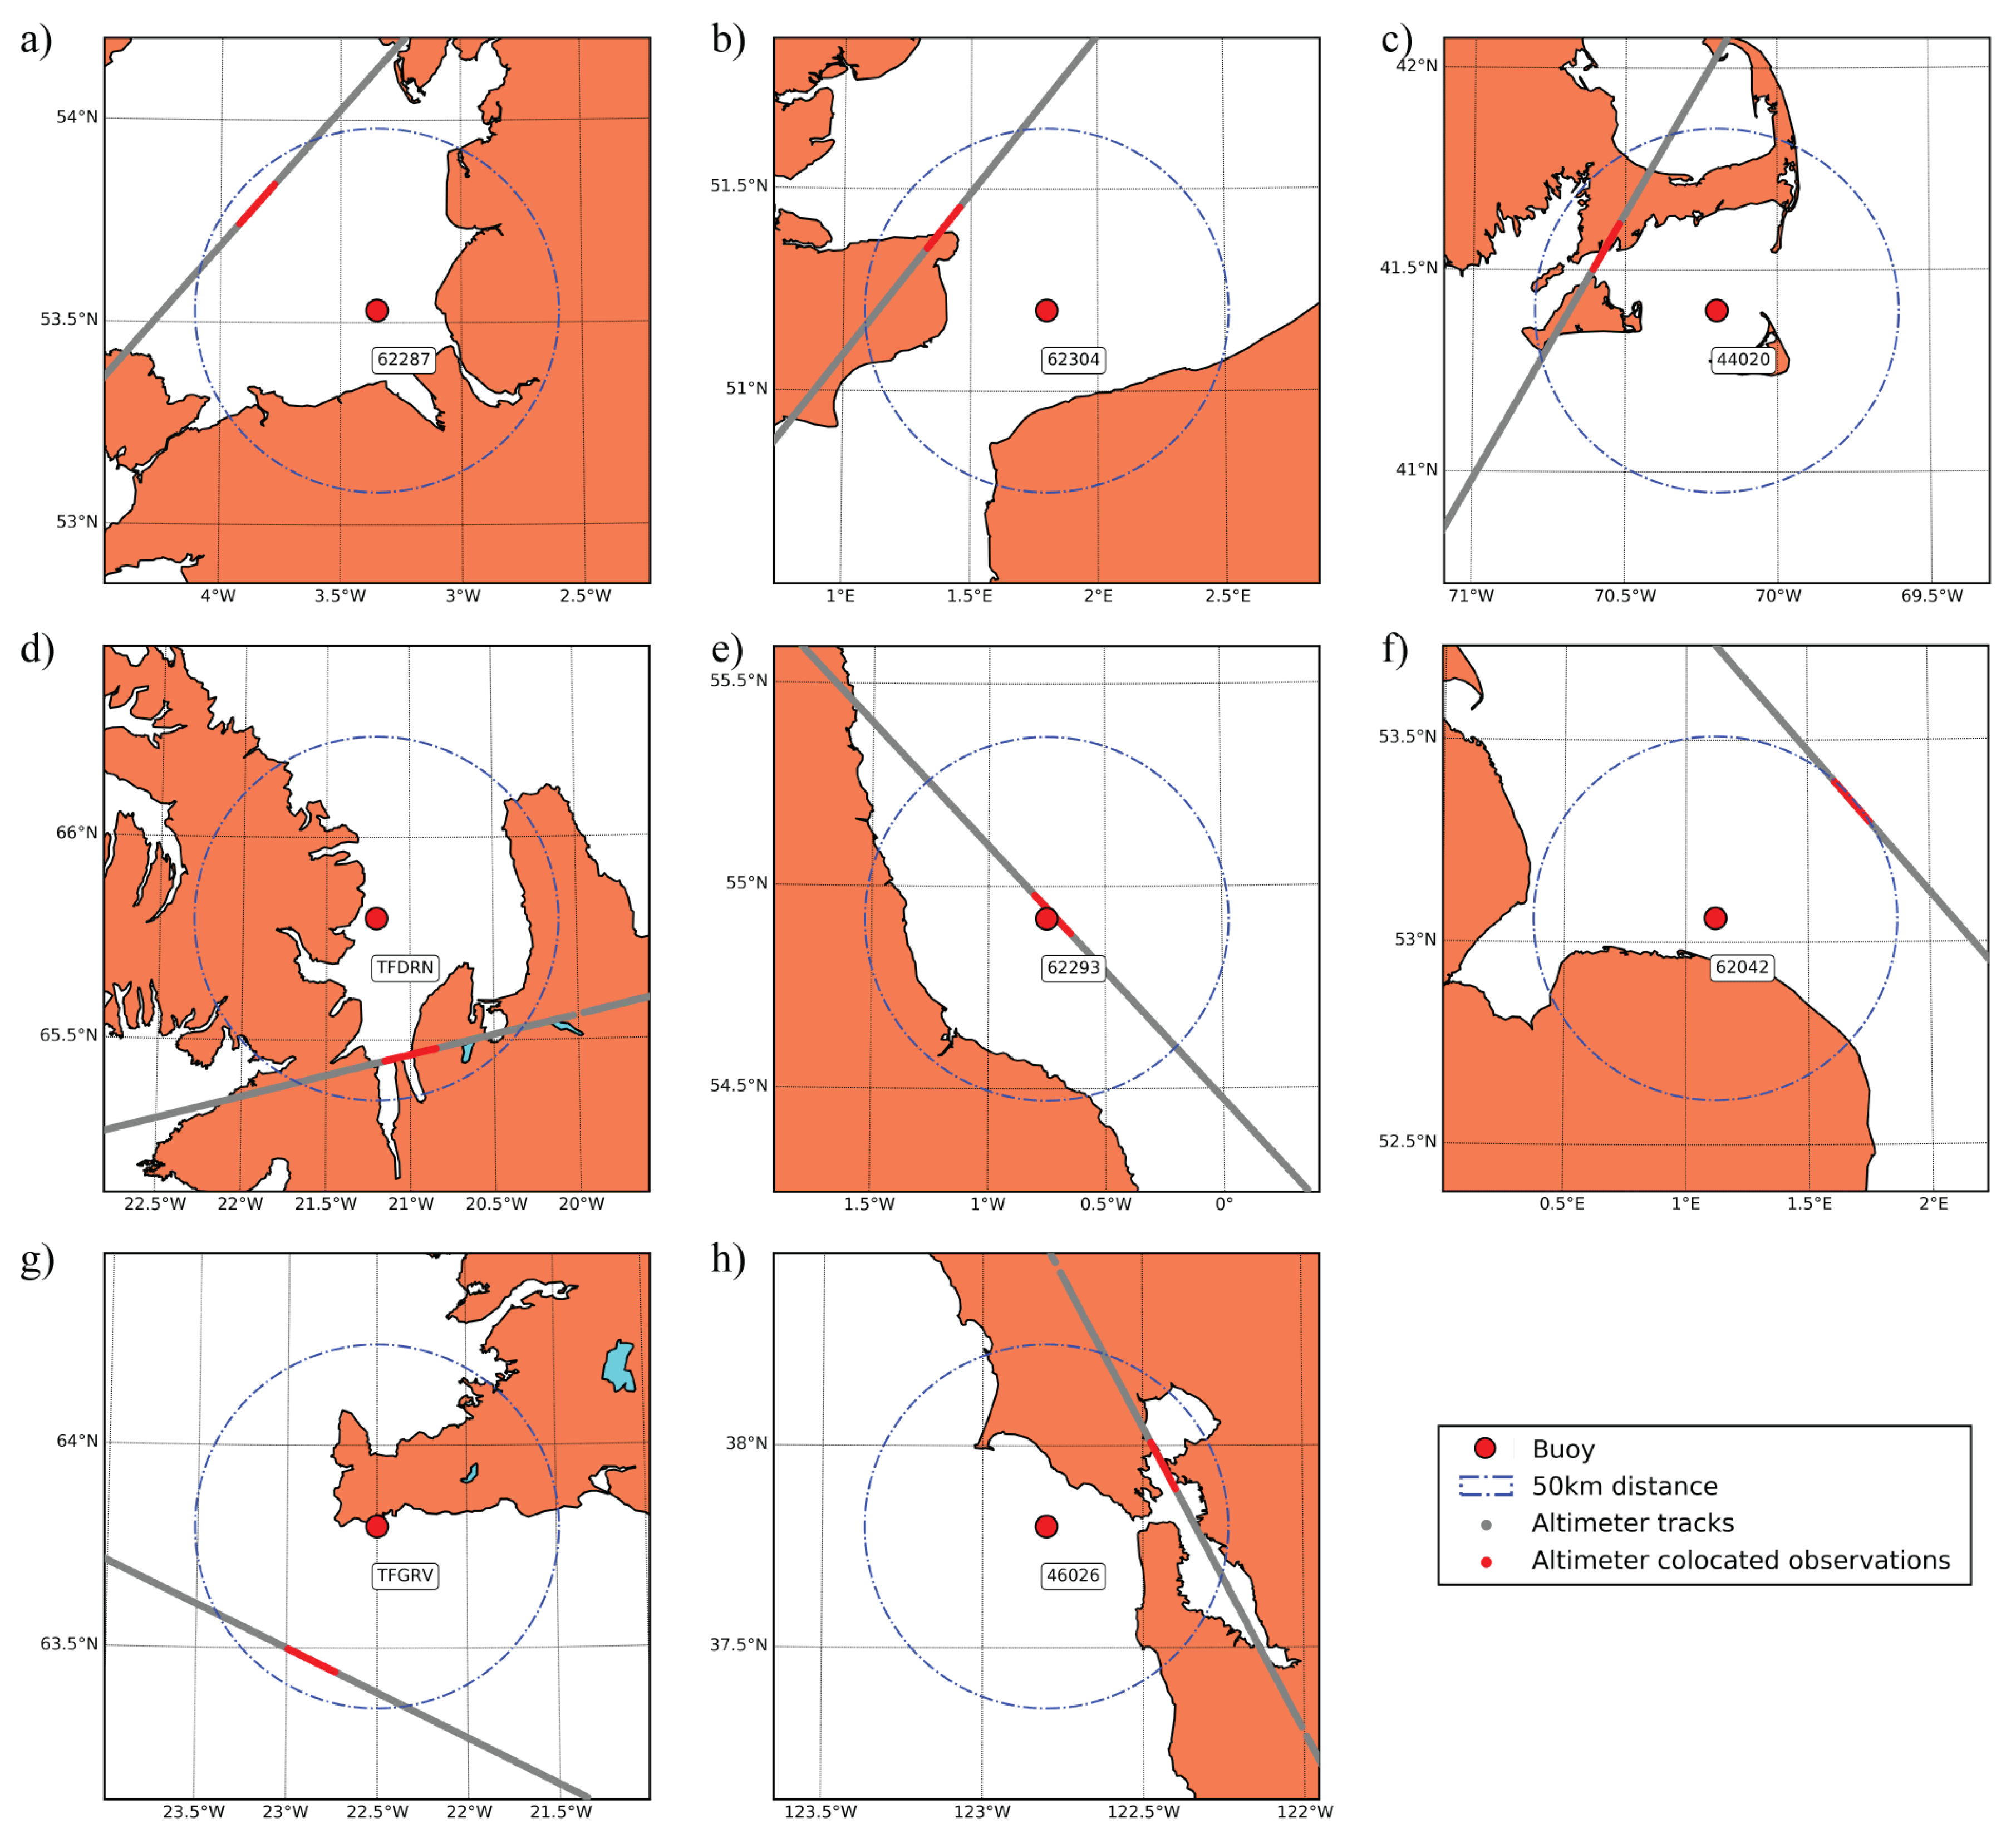 a)
54°N
53.5°N
53°N
62287
4°W 3.5°W 3°W 2.5°W
b)
51.5°N
51°N
62304
1°E 1.5°E 2°E 2.5°E
c)
42°N
41.5°N
41°N
44020
71°W 70.5°W 70°W 69.5°W
d)
66°N
65.5°N
TFDRN
22.5°W 22°W 21.5°W 21°W 20.5°W 20°W
e)
55.5°N
55°N
54.5°N
62293
1.5°W 1°W 0.5°W 0°
f)
53.5°N
53°N
52.5°N
62042
0.5°E 1°E 1.5°E 2°E
g)
64°N
63.5°N
TFGRV
23.5°W 23°W 22.5°W 22°W 21.5°W
h)
38°N
37.5°N
46026
123.5°W 123°W 122.5°W 122°W
Buoy
50km distance
Altimeter tracks
Altimeter colocated observations